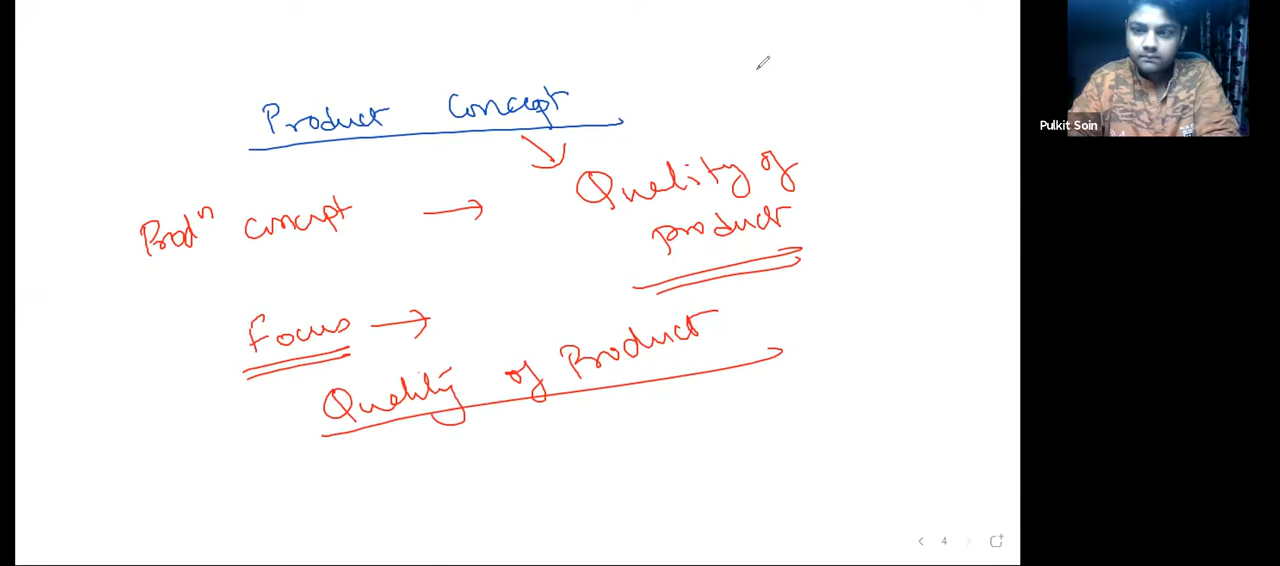 Product Concept
Quality of
Prodⁿ concept →
product
Focus →
Quality of Product
Pulkit Soin
4